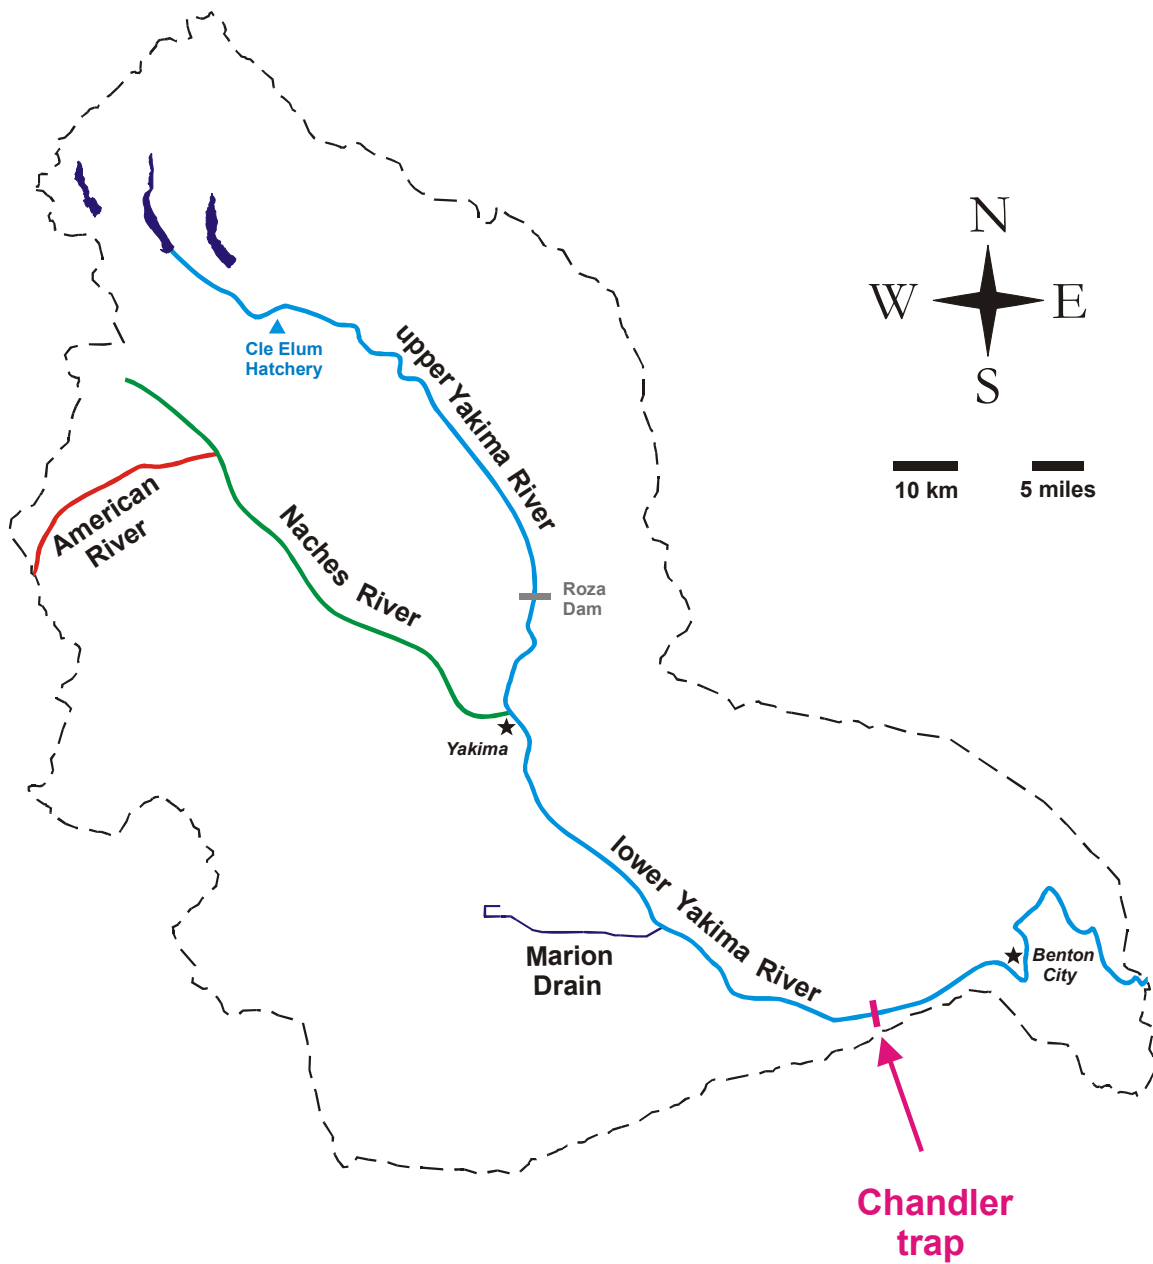 N
W
E
S
10 km
5 miles
Cle Elum
Hatchery
upper Yakima River
American
River
Naches River
Roza
Dam
Yakima
lower Yakima River
Marion
Drain
Benton
City
Chandler
trap